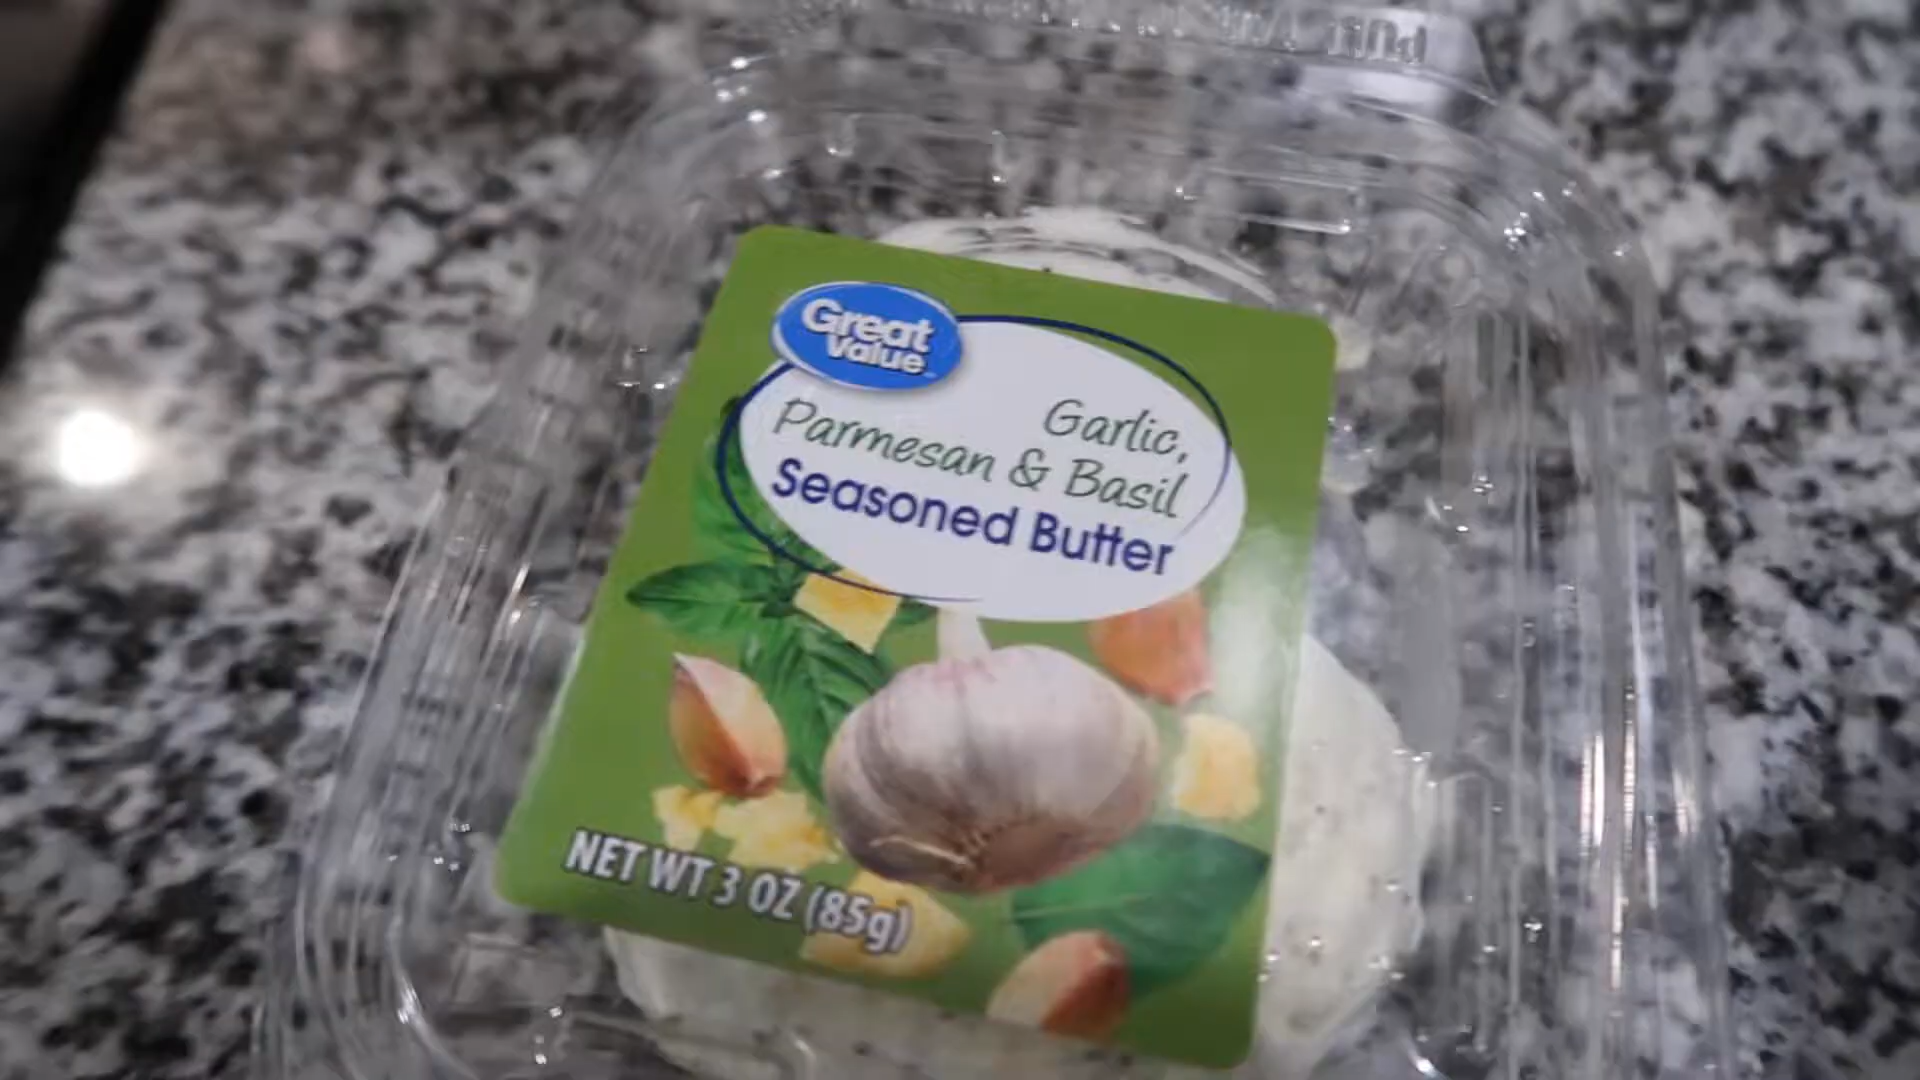 Great
Value
Garlic,
Parmesan & Basil
Seasoned Butter
NET WT 3 OZ (85g)